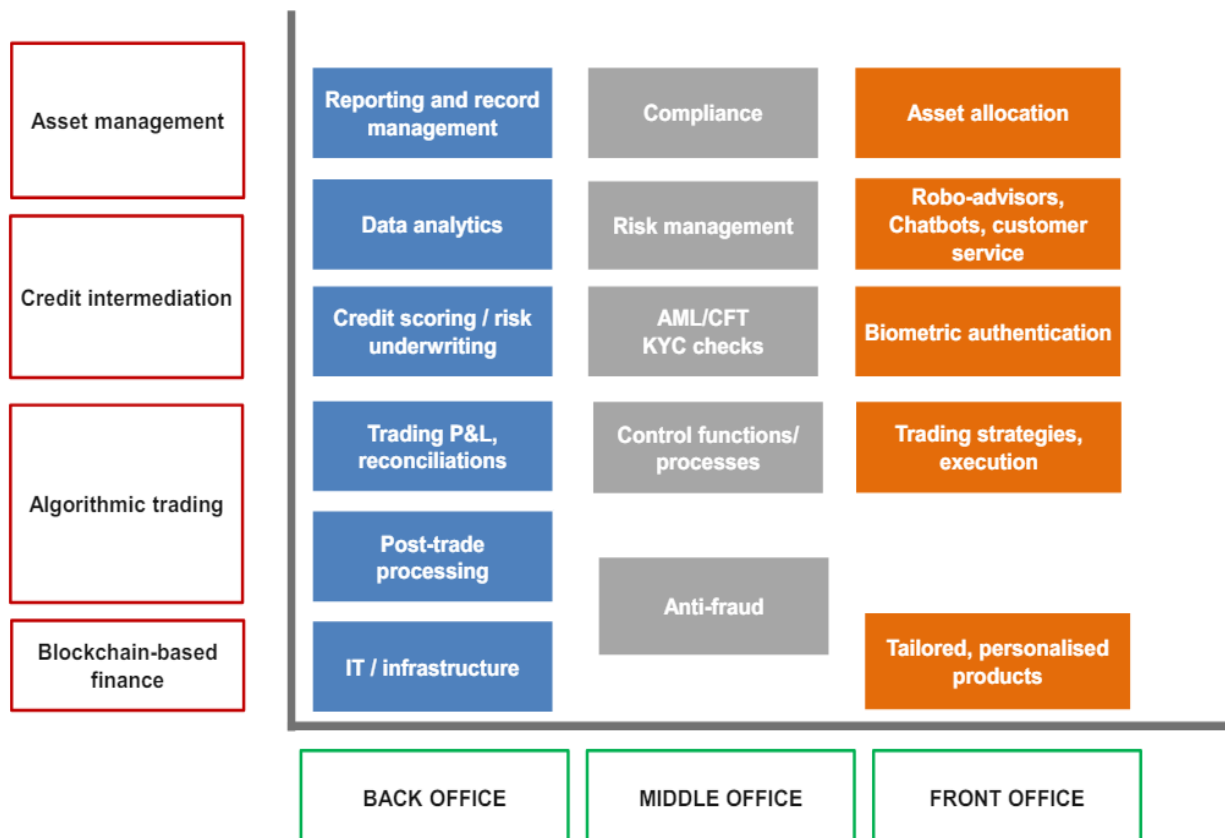 Asset management
Reporting and record
management
Compliance
Asset allocation
Credit intermediation
Data analytics
Risk management
Robo-advisors,
Chatbots, customer
service
Credit scoring / risk
underwriting
AML/CFT
KYC checks
Biometric authentication
Algorithmic trading
Trading P&L,
reconciliations
Control functions/
processes
Trading strategies,
execution
Post-trade
processing
Anti-fraud
Blockchain-based
finance
IT / infrastructure
Tailored, personalised
products
BACK OFFICE
MIDDLE OFFICE
FRONT OFFICE